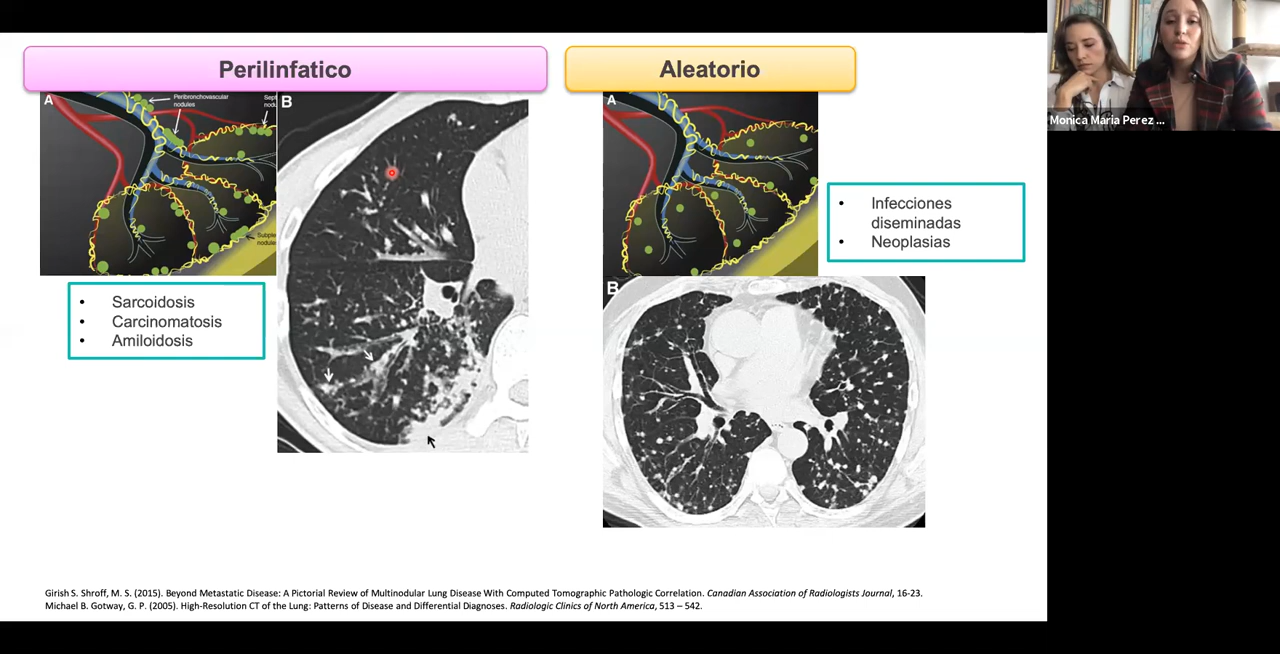 Perilinfatico
Aleatorio
A
Peribronchovascular
nodules
B
A
• Infecciones
diseminadas
• Neoplasias
• Sarcoidosis
• Carcinomatosis
• Amiloidosis
B
Monica Maria Perez ...
Girish S. Shroff, M. S. (2015). Beyond Metastatic Disease: A Pictorial Review of Multinodular Lung Disease With Computed Tomographic Pathologic Correlation. Canadian Association of Radiologists Journal, 16-23.
Michael B. Gotway, G. P. (2005). High-Resolution CT of the Lung: Patterns of Disease and Differential Diagnoses. Radiologic Clinics of North America, 513 – 542.